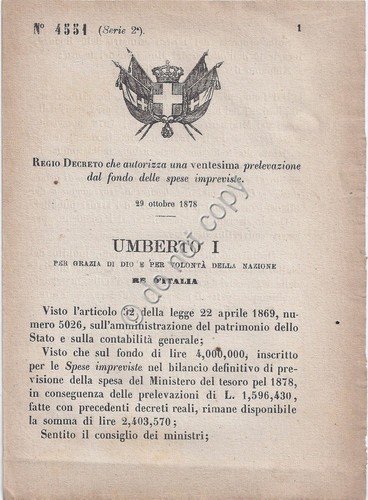 N° 4551 (Serie 2ª). 1
REGIO DECRETO che autorizza una ventesima prelevazione
dal fondo delle spese impreviste.
29 ottobre 1878
UMBERTO I
PER GRAZIA DI DIO E PER VOLONTÀ DELLA NAZIONE
RE D'ITALIA
Visto l'articolo 32 della legge 22 aprile 1869, nu-
mero 5026, sull'amministrazione del patrimonio dello
Stato e sulla contabilità generale;
Visto che sul fondo di lire 4,000,000, inscritto
per le Spese impreviste nel bilancio definitivo di pre-
visione della spesa del Ministero del tesoro pel 1878,
in conseguenza delle prelevazioni di L. 1,596,430,
fatte con precedenti decreti reali, rimane disponibile
la somma di lire 2,403,570;
Sentito il consiglio dei ministri;
do not copy